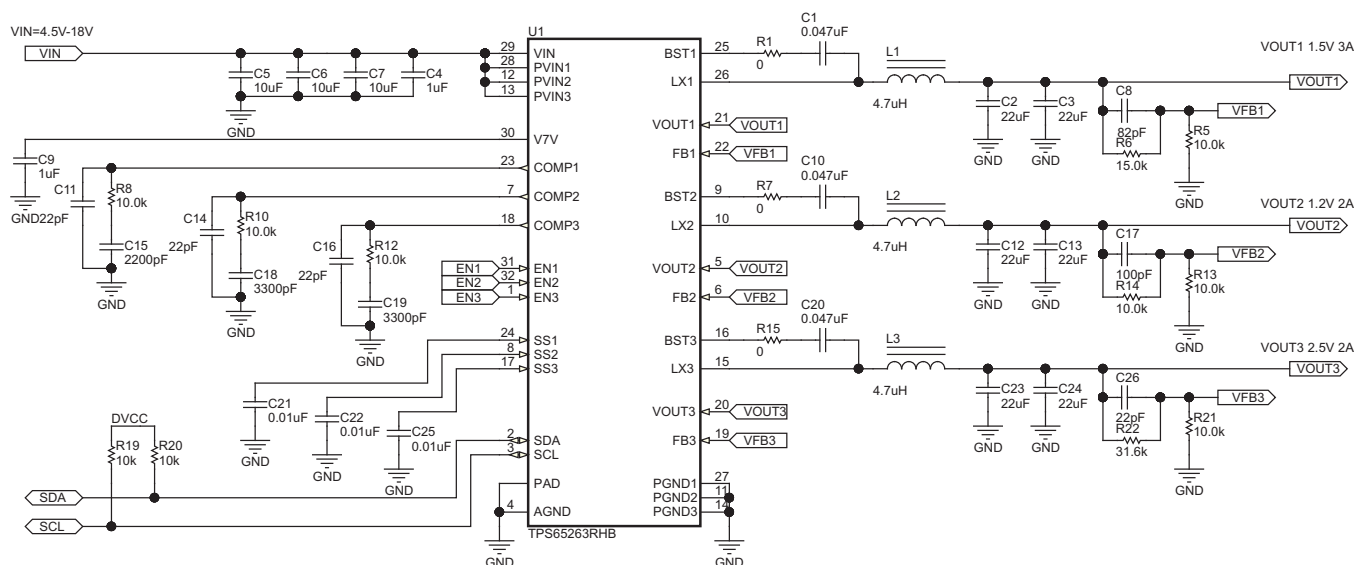 VIN=4.5V-18V
VIN
C5
10uF
C6
10uF
C7
10uF
C4
1uF
GND
C9
1uF
GND
C11
22pF
R8
10.0k
C15
2200pF
GND
C14
22pF
R10
10.0k
C18
3300pF
GND
C16
22pF
R12
10.0k
C19
3300pF
GND
EN1
EN2
EN3
C21
0.01uF
GND
C22
0.01uF
GND
C25
0.01uF
GND
DVCC
R19
10k
R20
10k
SDA
SCL
U1
29 VIN
28 PVIN1
12 PVIN2
13 PVIN3
30 V7V
23 COMP1
7 COMP2
18 COMP3
31 EN1
32 EN2
1 EN3
24 SS1
8 SS2
17 SS3
2 SDA
3 SCL
PAD
4 AGND
GND
TPS65263RHB
BST1 25
LX1 26
VOUT1 21 VOUT1
FB1 22 VFB1
BST2 9
LX2 10
VOUT2 5 VOUT2
FB2 6 VFB2
BST3 16
LX3 15
VOUT3 20 VOUT3
FB3 19 VFB3
PGND1 27
PGND2 11
PGND3 14
GND
R1
0
C1
0.047uF
L1
4.7uH
C2
22uF
GND
C3
22uF
GND
C8
82pF
R6
15.0k
R5
10.0k
GND
VOUT1 1.5V 3A
VOUT1
VFB1
R7
0
C10
0.047uF
L2
4.7uH
C12
22uF
GND
C13
22uF
GND
C17
100pF
R14
10.0k
R13
10.0k
GND
VOUT2 1.2V 2A
VOUT2
VFB2
R15
0
C20
0.047uF
L3
4.7uH
C23
22uF
GND
C24
22uF
GND
C26
22pF
R22
31.6k
R21
10.0k
GND
VOUT3 2.5V 2A
VOUT3
VFB3